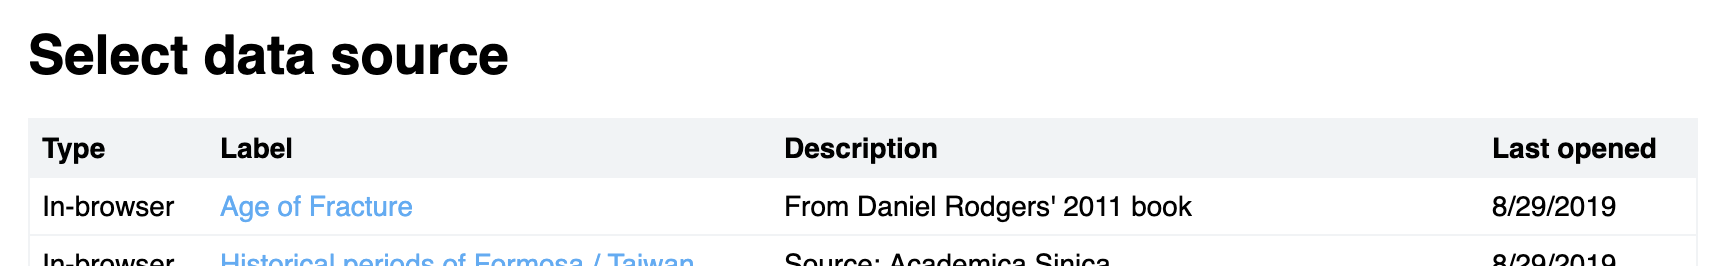 Select data source
Type Label Description Last opened
In-browser Age of Fracture From Daniel Rodgers' 2011 book 8/29/2019
In-browser Historical periods of Formosa / Taiwan Source: Academica Sinica 8/29/2019